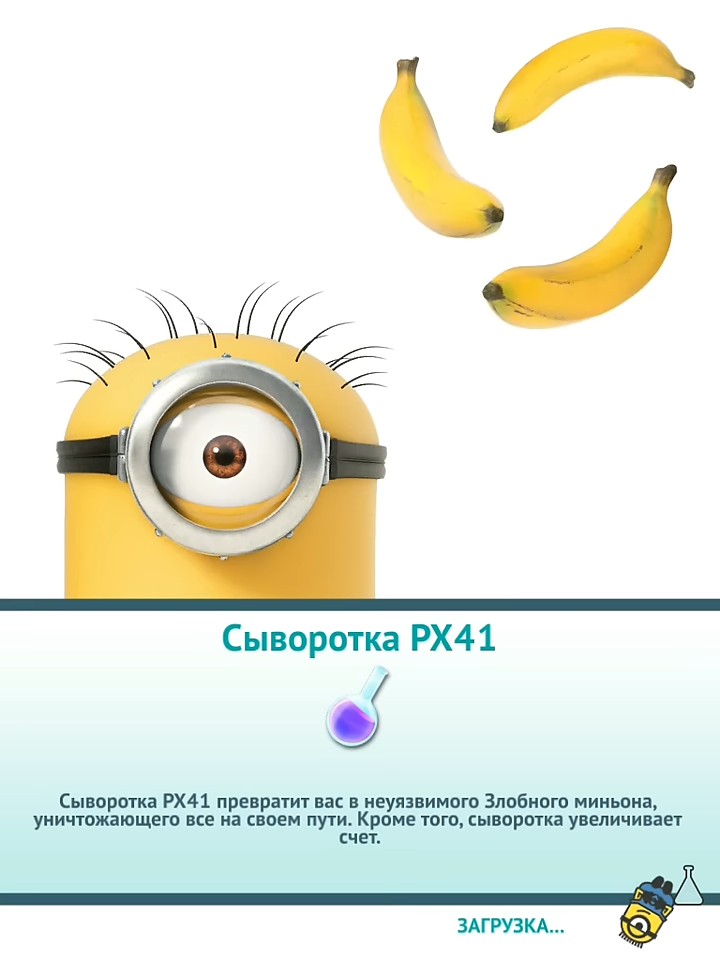 Сыворотка PX41
Сыворотка PX41 превратит вас в неуязвимого Злобного миньона,
уничтожающего все на своем пути. Кроме того, сыворотка увеличивает
счет.
ЗАГРУЗКА...